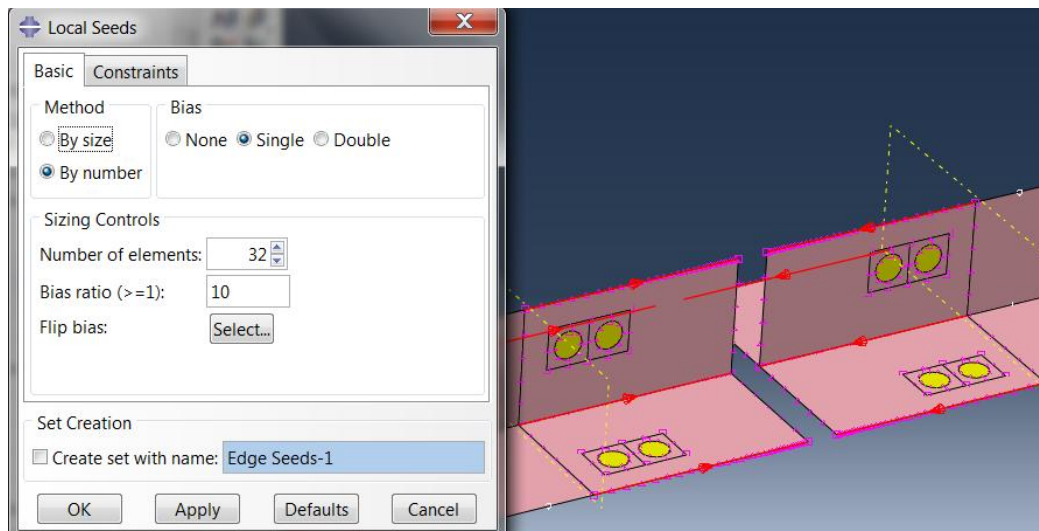 Local Seeds
Basic Constraints
Method Bias
By size None Single Double
By number
Sizing Controls
Number of elements: 32
Bias ratio (>=1): 10
Flip bias: Select...
Set Creation
Create set with name: Edge Seeds-1
OK Apply Defaults Cancel